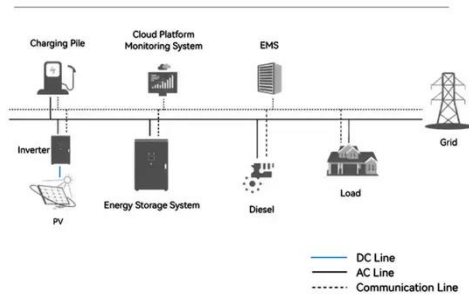 Cloud Platform
Monitoring System
Charging Pile
EMS
Inverter
Grid
PV
Energy Storage System
Diesel
Load
DC Line
AC Line
Communication Line